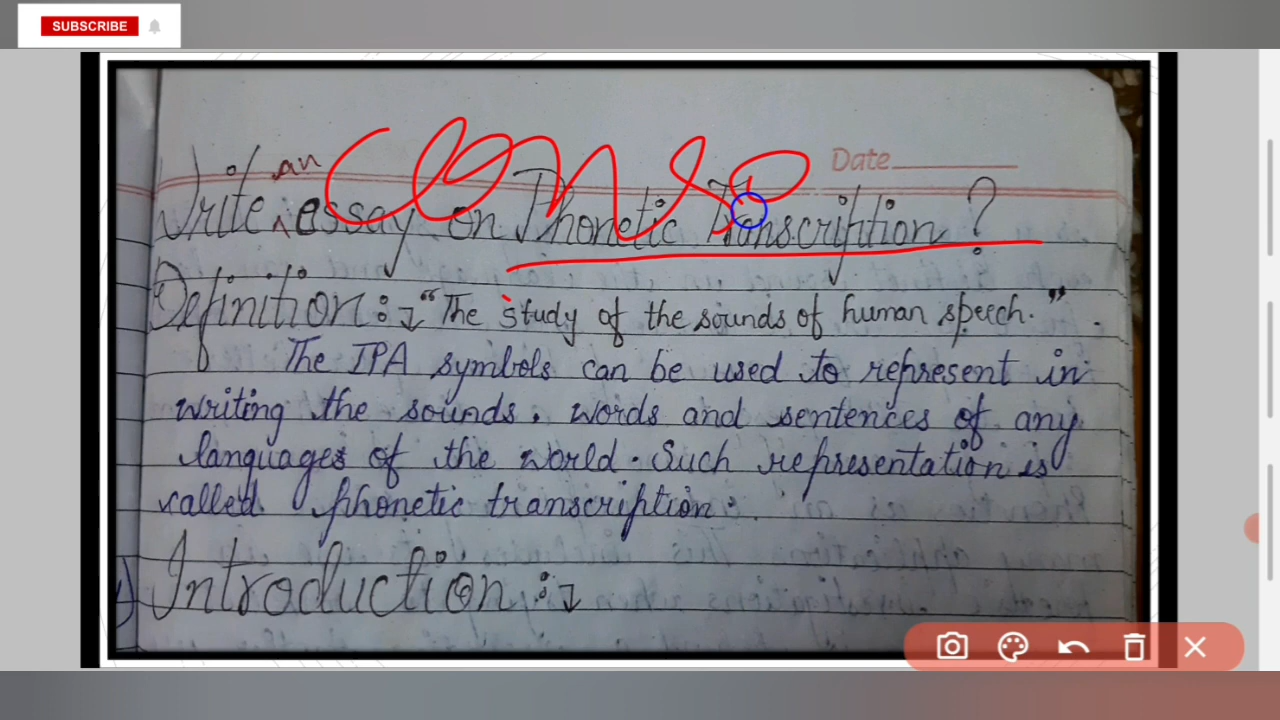 SUBSCRIBE
Date
Write an essay on Phonetic Transcription?
Definition: "The study of the sounds of human speech."
The IPA symbols can be used to represent in
writing the sounds, words and sentences of any
languages of the world. Such representation is
called phonetic transcription.
Introduction: